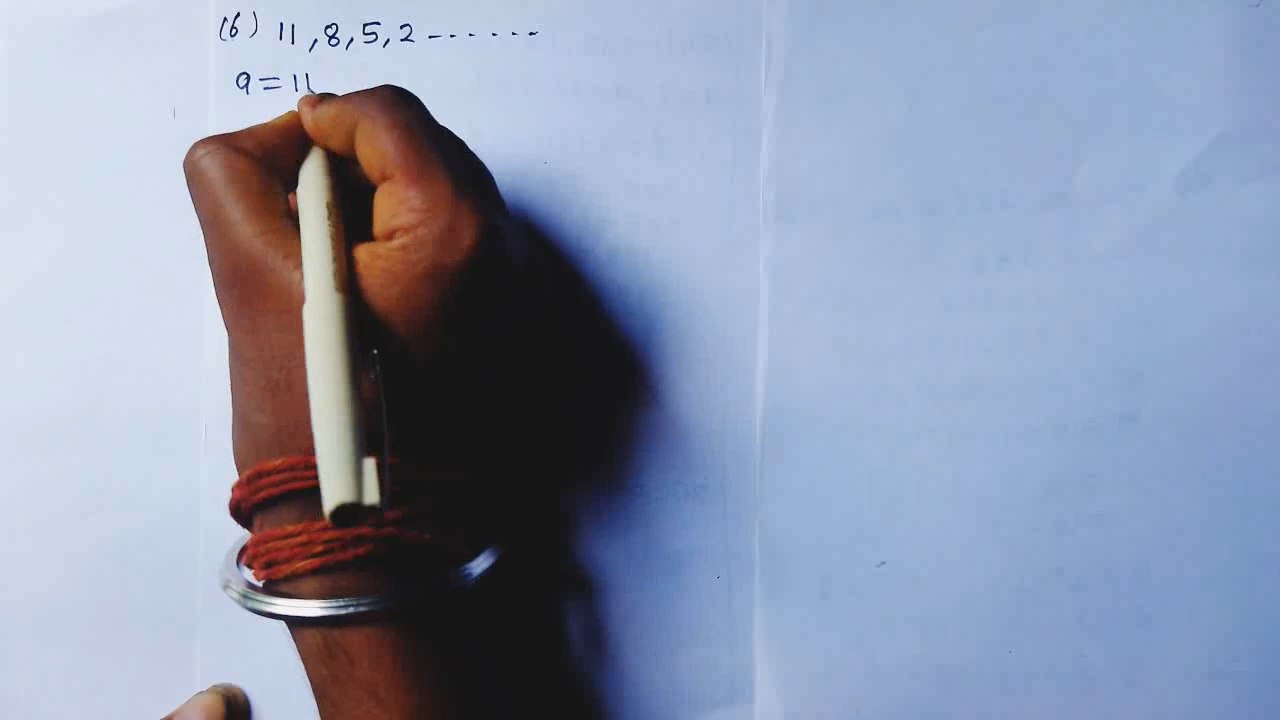 (6) 11, 8, 5, 2 -------
a = 11